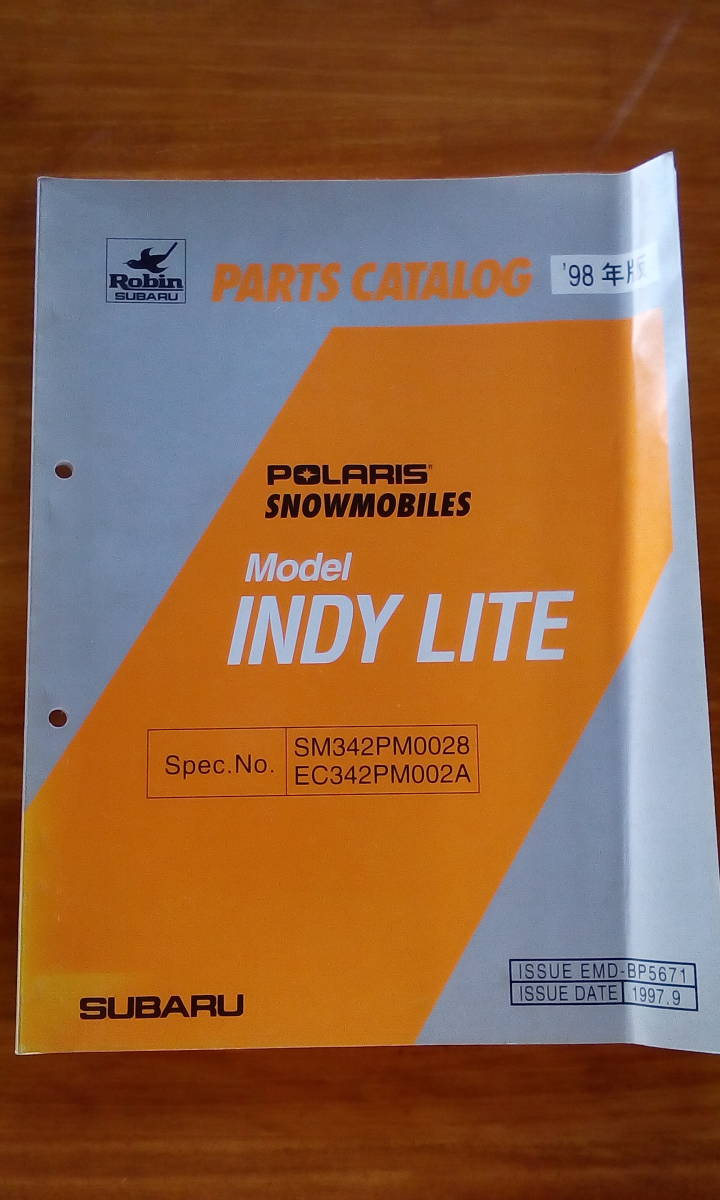 Robin
SUBARU
PARTS CATALOG
'98 年版
POLARIS®
SNOWMOBILES
Model
INDY LITE
Spec.No.
SM342PM0028
EC342PM002A
SUBARU
ISSUE EMD-BP5671
ISSUE DATE 1997.9